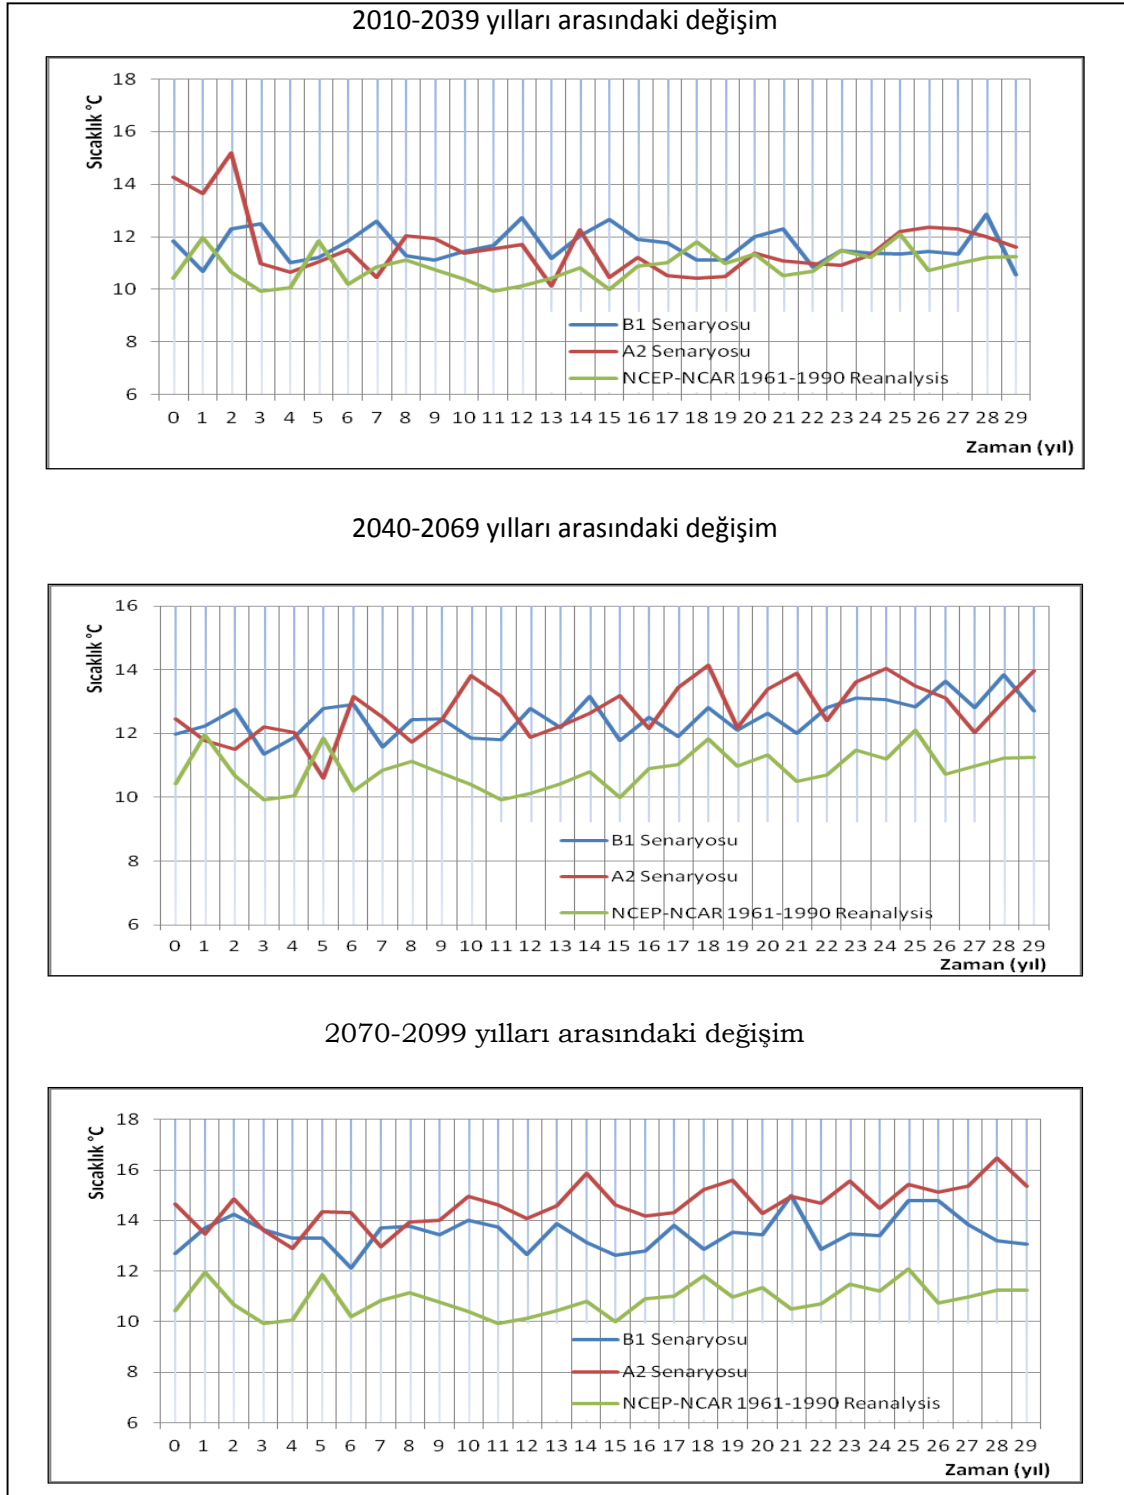 2010-2039 yılları arasındaki değişim
Sıcaklık °C
18
16
14
12
10
8
6
B1 Senaryosu
A2 Senaryosu
NCEP-NCAR 1961-1990 Reanalysis
0 1 2 3 4 5 6 7 8 9 10 11 12 13 14 15 16 17 18 19 20 21 22 23 24 25 26 27 28 29
Zaman (yıl)
2040-2069 yılları arasındaki değişim
Sıcaklık °C
16
14
12
10
8
6
B1 Senaryosu
A2 Senaryosu
NCEP-NCAR 1961-1990 Reanalysis
0 1 2 3 4 5 6 7 8 9 10 11 12 13 14 15 16 17 18 19 20 21 22 23 24 25 26 27 28 29
Zaman (yıl)
2070-2099 yılları arasındaki değişim
Sıcaklık °C
18
16
14
12
10
8
6
B1 Senaryosu
A2 Senaryosu
NCEP-NCAR 1961-1990 Reanalysis
0 1 2 3 4 5 6 7 8 9 10 11 12 13 14 15 16 17 18 19 20 21 22 23 24 25 26 27 28 29
Zaman (yıl)